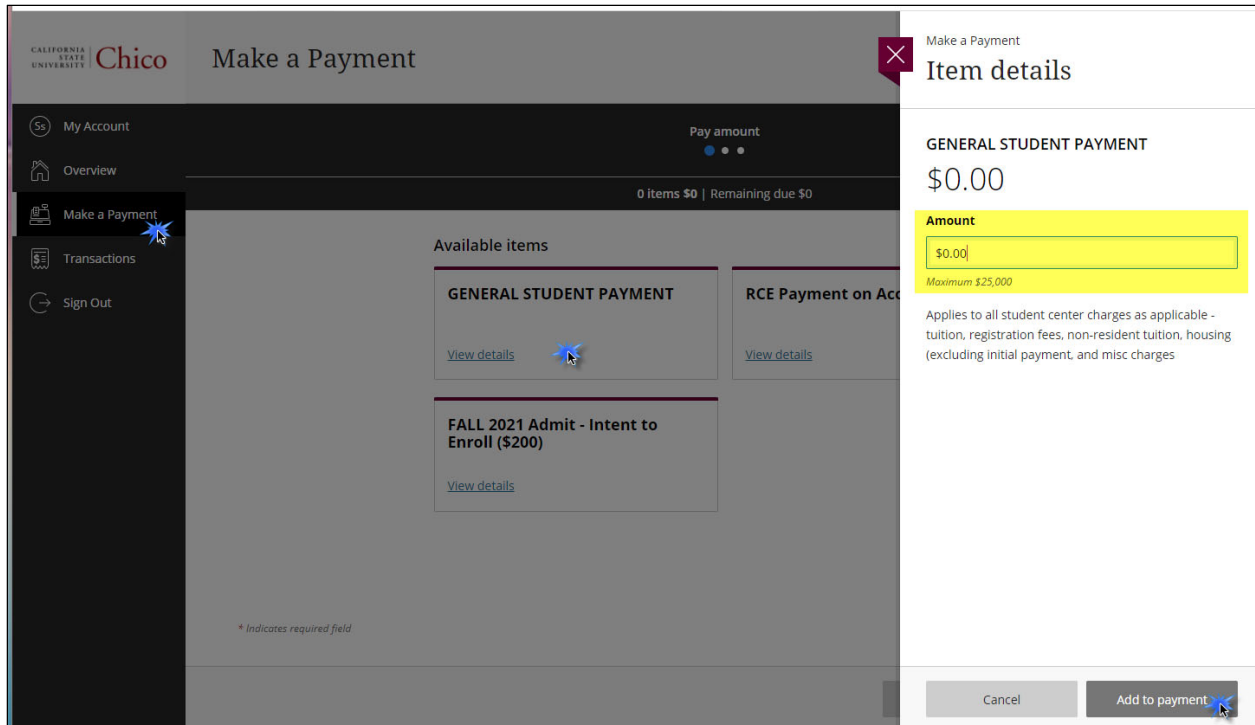 CALIFORNIA
STATE
UNIVERSITY
Chico
Make a Payment
Ss My Account
Overview
Make a Payment
$ Transactions
Sign Out
Pay amount
0 items $0 | Remaining due $0
Available items
GENERAL STUDENT PAYMENT
View details
RCE Payment on Acc
View details
FALL 2021 Admit - Intent to
Enroll ($200)
View details
* Indicates required field
Make a Payment
Item details
GENERAL STUDENT PAYMENT
$0.00
Amount
$0.00
Maximum $25,000
Applies to all student center charges as applicable -
tuition, registration fees, non-resident tuition, housing
(excluding initial payment, and misc charges
Cancel
Add to payment